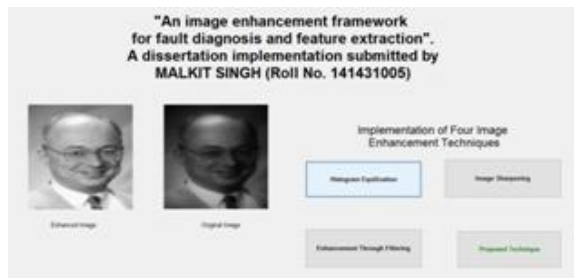 "An image enhancement framework
for fault diagnosis and feature extraction".
A dissertation implementation submitted by
MALKIT SINGH (Roll No. 141431005)
Implementation of Four Image
Enhancement Techniques
Histogram Equilization
Image Sharpening
Enhanced Image
Original Image
Enhancement Through Filtering
Proposed Technique